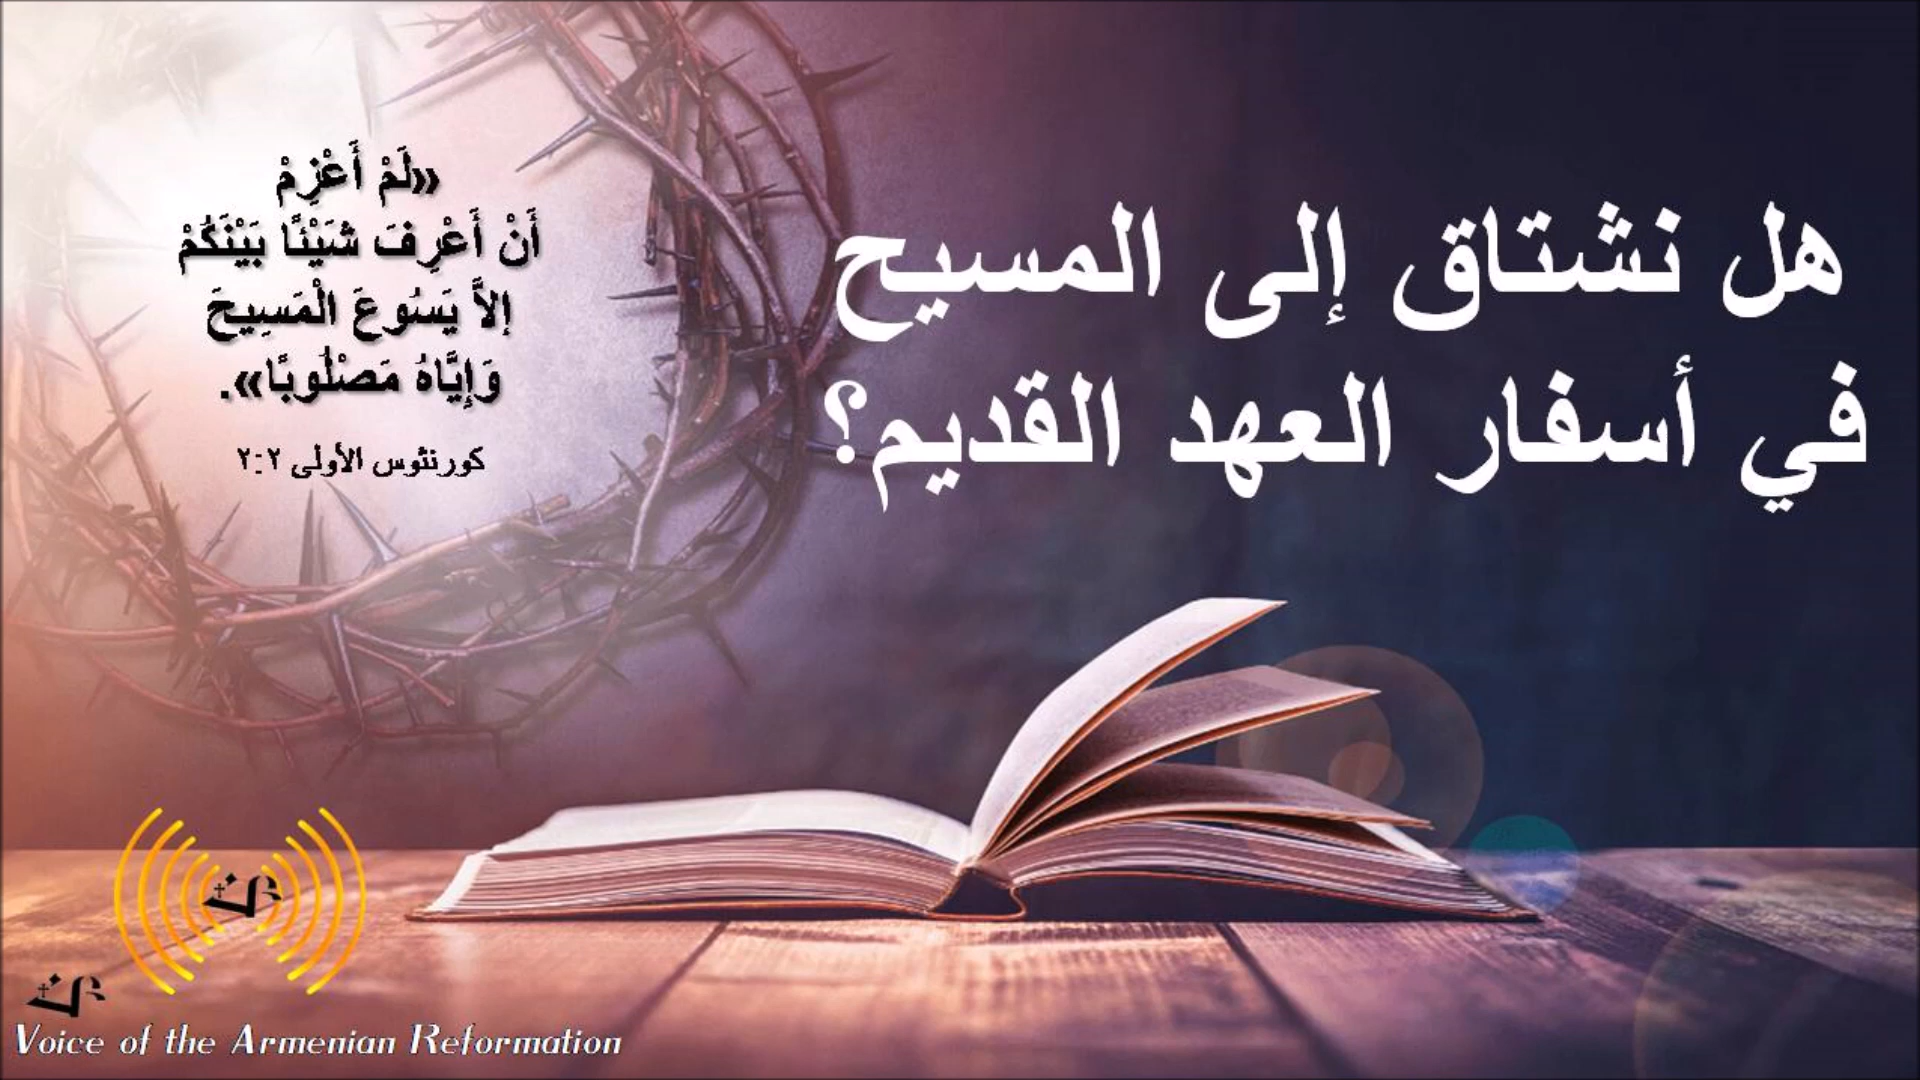 هل نشتاق إلى المسيح
في أسفار العهد القديم؟
«لَمْ أَعْزِمْ
أَنْ أَعْرِفَ شَيْئًا بَيْنَكُمْ
إلاَّ يَسُوعَ الْمَسِيحَ
وَإِيَّاهُ مَصْلُوبًا».
كورنثوس الأولى ٢:٢
Voice of the Armenian Reformation